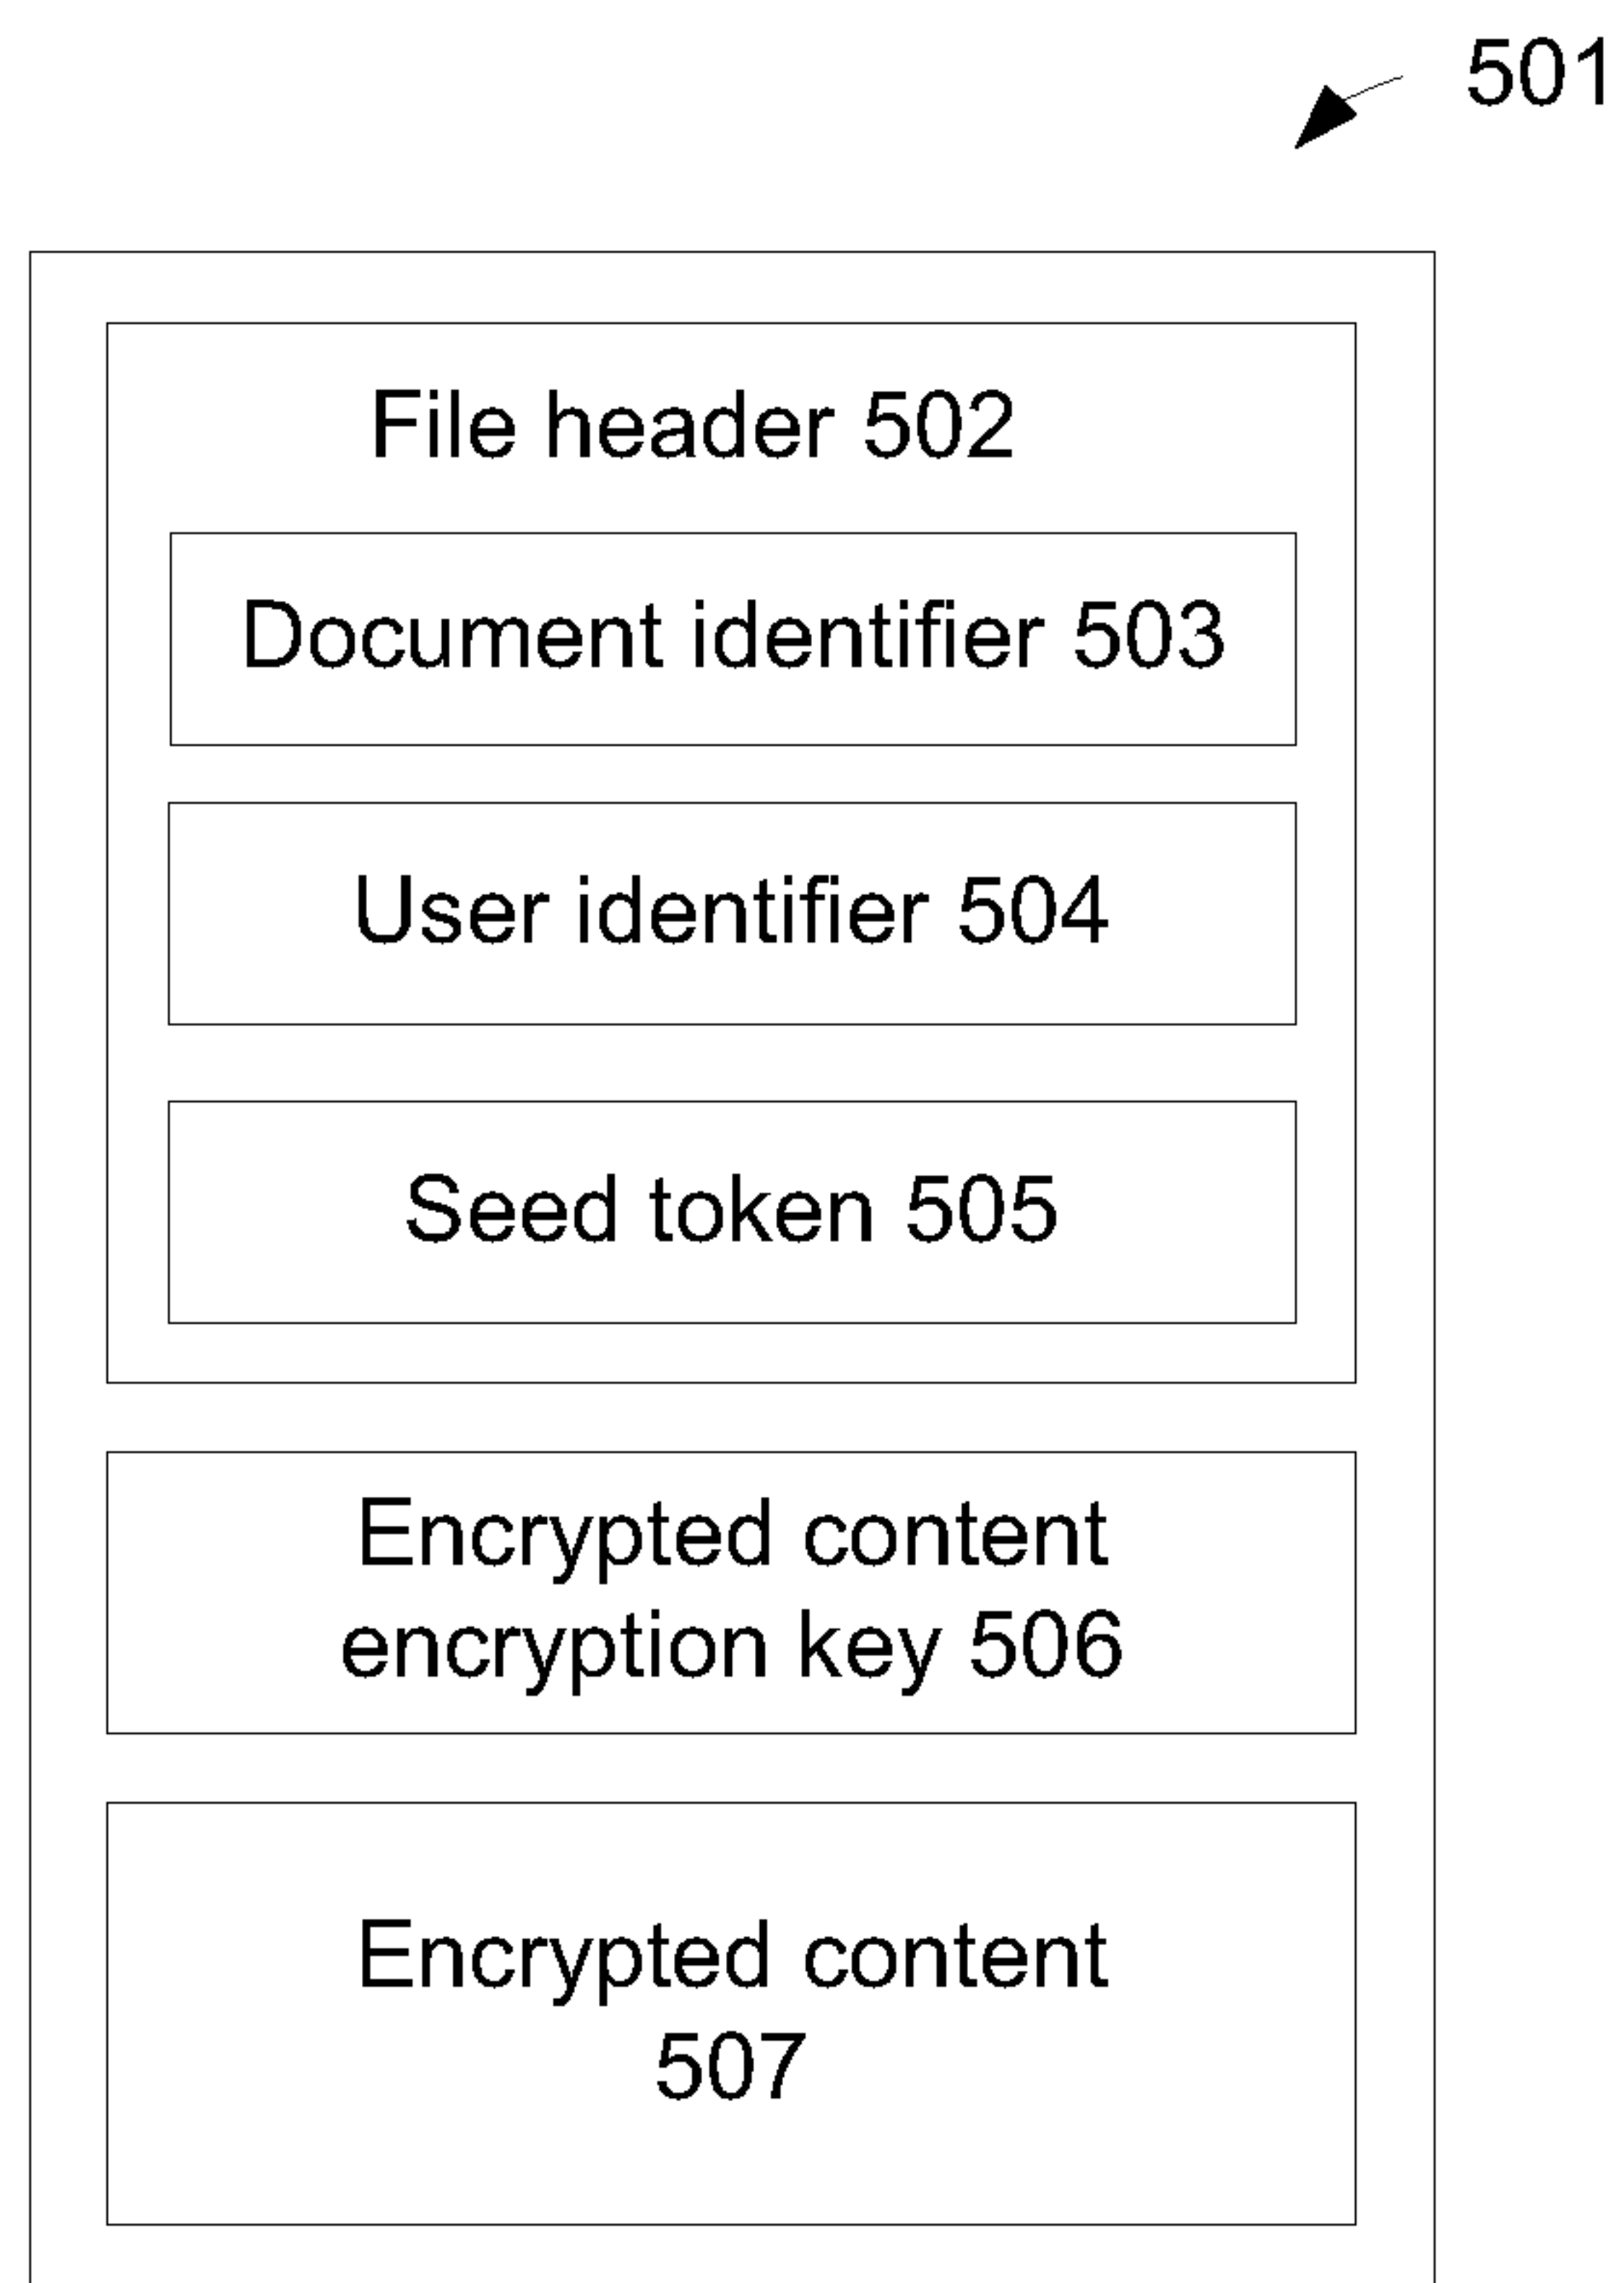 501
File header 502
Document identifier 503
User identifier 504
Seed token 505
Encrypted content
encryption key 506
Encrypted content
507